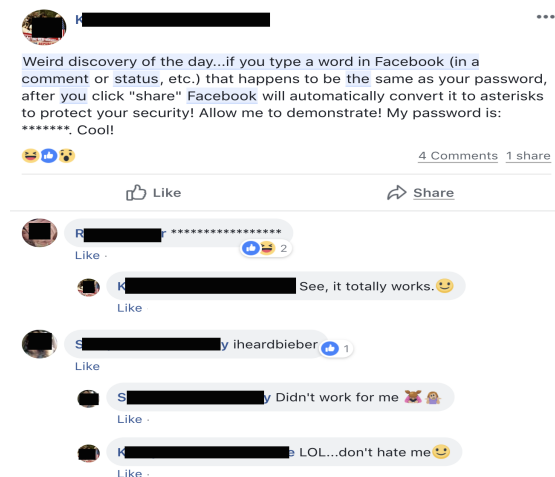 K
Weird discovery of the day...if you type a word in Facebook (in a
comment or status, etc.) that happens to be the same as your password,
after you click "share" Facebook will automatically convert it to asterisks
to protect your security! Allow me to demonstrate! My password is:
*******. Cool!
4 Comments 1 share
Like Share
R r *****************
2
Like ·
K See, it totally works.
Like
S y iheardbieber
1
Like
S y Didn't work for me
Like ·
K e LOL...don't hate me
Like ·